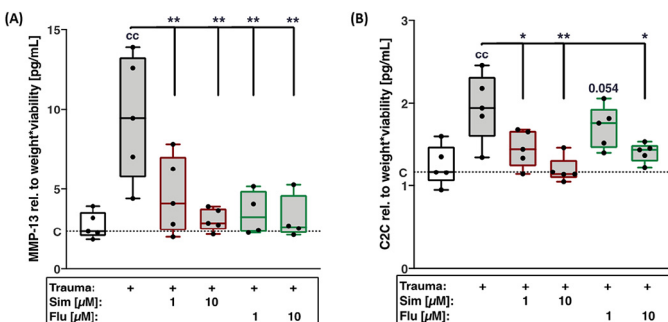 (A)
MMP-13 rel. to weight*viability [pg/mL]
15
10
5
0
C
cc
** ** ** **
Trauma: + + + + +
Sim [µM]: 1 10
Flu [µM]: 1 10
(B)
C2C rel. to weight*viability [pg/mL]
3
2
1
0
C
cc
* ** *
0.054
Trauma: + + + + +
Sim [µM]: 1 10
Flu [µM]: 1 10